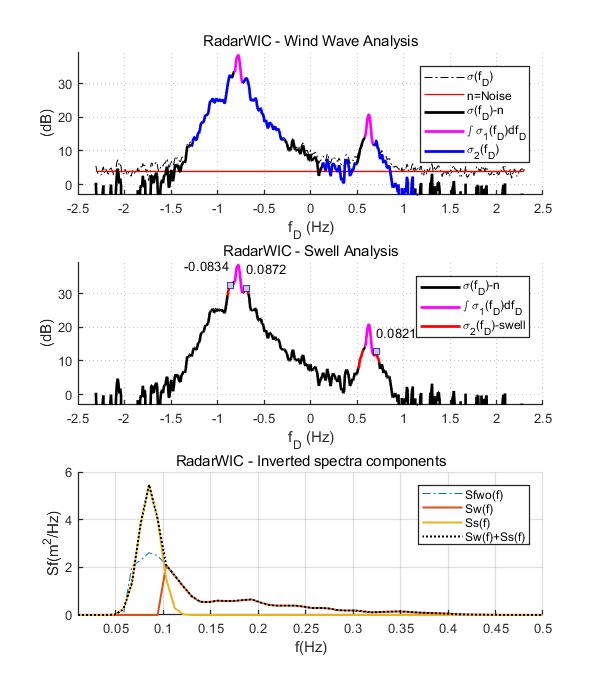 RadarWIC - Wind Wave Analysis
30
20
10
0
(dB)
σ(f_D)
n=Noise
σ(f_D)-n
∫ σ_1(f_D)df_D
σ_2(f_D)
-2.5 -2 -1.5 -1 -0.5 0 0.5 1 1.5 2 2.5
f_D (Hz)
RadarWIC - Swell Analysis
-0.0834 0.0872
30
20
10
0
(dB)
σ(f_D)-n
∫ σ_1(f_D)df_D
σ_2(f_D)-swell
0.0821
-2.5 -2 -1.5 -1 -0.5 0 0.5 1 1.5 2 2.5
f_D (Hz)
RadarWIC - Inverted spectra components
6
4
2
0
Sf(m²/Hz)
Sfwo(f)
Sw(f)
Ss(f)
Sw(f)+Ss(f)
0.05 0.1 0.15 0.2 0.25 0.3 0.35 0.4 0.45 0.5
f(Hz)